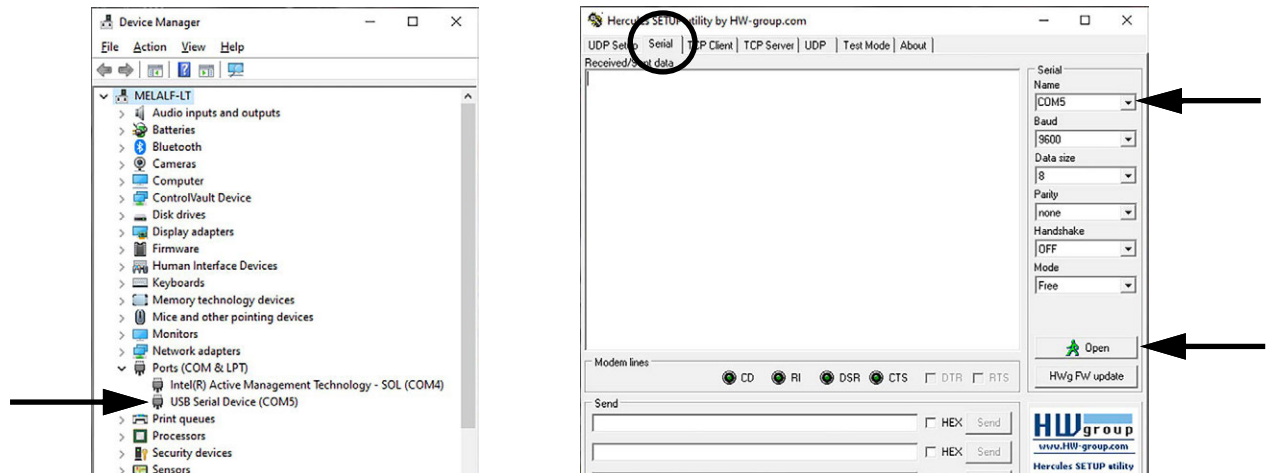 Device Manager
File Action View Help
MELALF-LT
Audio inputs and outputs
Batteries
Bluetooth
Cameras
Computer
ControlVault Device
Disk drives
Display adapters
Firmware
Human Interface Devices
Keyboards
Memory technology devices
Mice and other pointing devices
Monitors
Network adapters
Ports (COM & LPT)
Intel(R) Active Management Technology - SOL (COM4)
USB Serial Device (COM5)
Print queues
Processors
Security devices
Sensors
Hercules SETUP utility by HW-group.com
UDP Setup Serial TCP Client TCP Server UDP Test Mode About
Received/Sent data
Serial
Name
COM5
Baud
9600
Data size
8
Parity
none
Handshake
OFF
Mode
Free
Open
HWg FW update
Modem lines
CD RI DSR CTS DTR RTS
Send
HEX Send
HEX Send
HWgroup
www.HW-group.com
Hercules SETUP utility